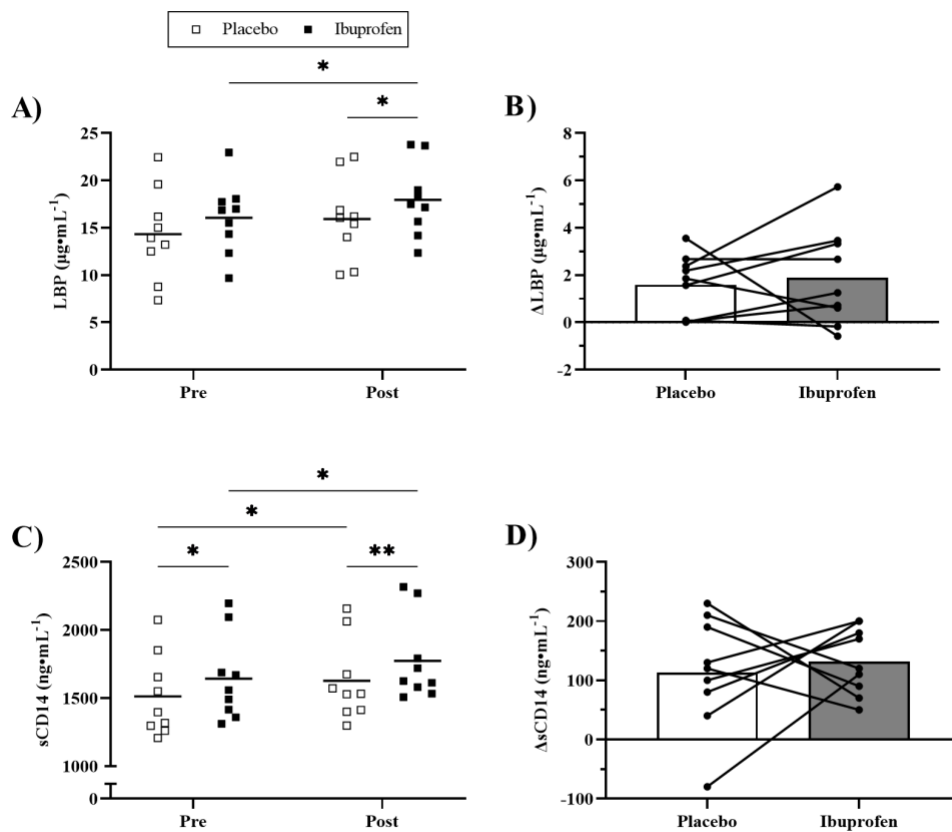 Placebo Ibuprofen
*
*
A)
LBP (µg•mL⁻¹)
25
20
15
10
5
0
Pre Post
B)
ΔLBP (µg•mL⁻¹)
8
6
4
2
0
-2
Placebo Ibuprofen
*
*
* **
C)
sCD14 (ng•mL⁻¹)
2500
2000
1500
1000
0
Pre Post
D)
ΔsCD14 (ng•mL⁻¹)
300
200
100
0
-100
Placebo Ibuprofen